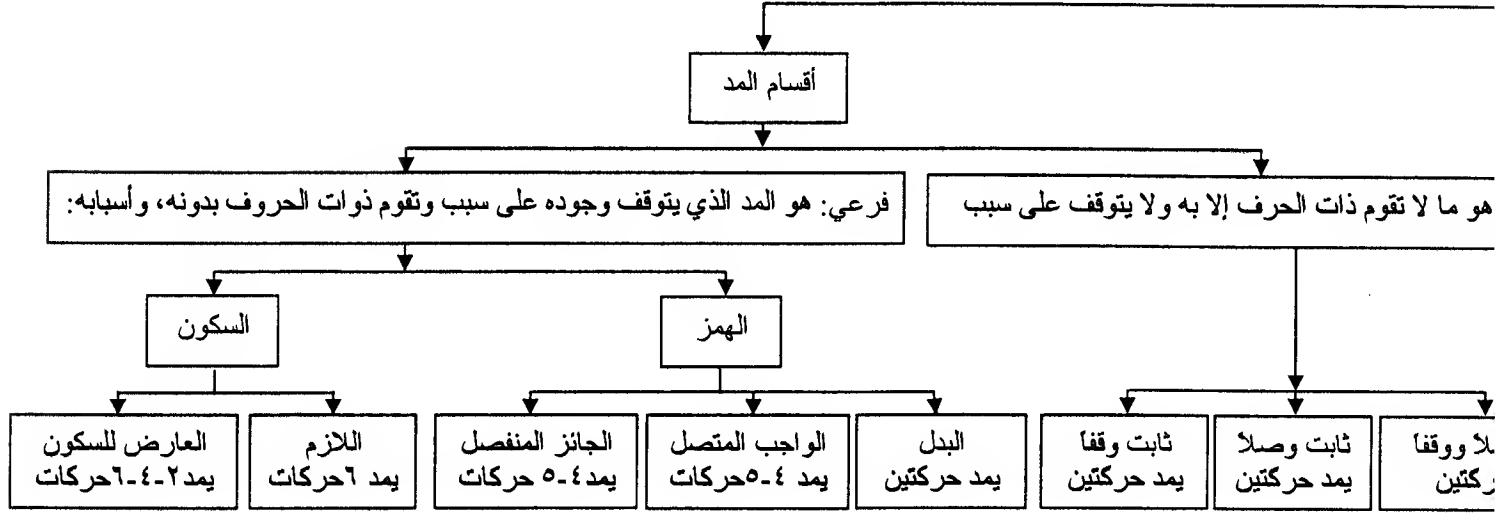 أقسام المد
هو ما لا تقوم ذات الحرف إلا به ولا يتوقف على سبب
فرعي: هو المد الذي يتوقف وجوده على سبب وتقوم ذوات الحروف بدونه، وأسبابه:
الهمز
السكون
ووقفاً
ثابت وصلاً
يمد حركتين
ثابت وقفاً
يمد حركتين
البدل
يمد حركتين
الواجب المتصل
يمد ٤-٥حركات
الجائز المنفصل
يمد٤-٥ حركات
اللازم
يمد ٦حركات
العارض للسكون
يمد٢-٤-٦حركات